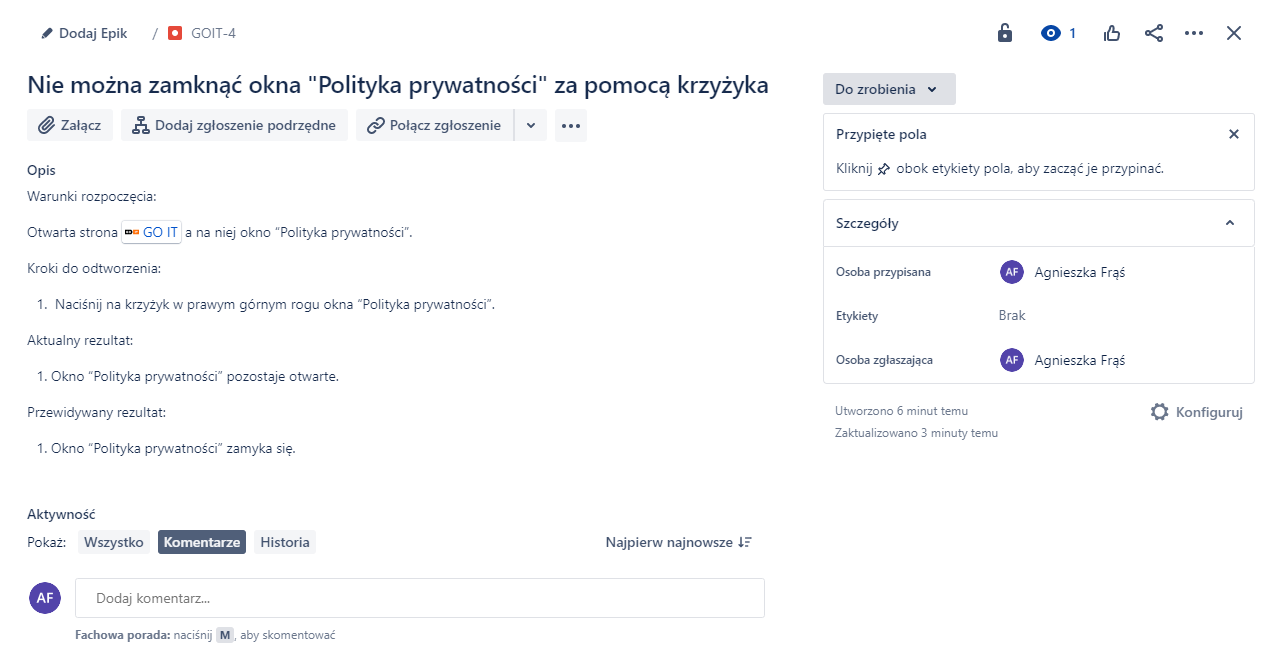 Dodaj Epik / GOIT-4
1
Nie można zamknąć okna "Polityka prywatności" za pomocą krzyżyka
Załącz Dodaj zgłoszenie podrzędne Połącz zgłoszenie
Opis
Warunki rozpoczęcia:
Otwarta strona GO IT a na niej okno “Polityka prywatności”.
Kroki do odtworzenia:
1. Naciśnij na krzyżyk w prawym górnym rogu okna “Polityka prywatności”.
Aktualny rezultat:
1. Okno “Polityka prywatności” pozostaje otwarte.
Przewidywany rezultat:
1. Okno “Polityka prywatności” zamyka się.
Aktywność
Pokaż: Wszystko Komentarze Historia Najpierw najnowsze
AF Dodaj komentarz...
Fachowa porada: naciśnij M, aby skomentować
Do zrobienia
Przypięte pola
Kliknij obok etykiety pola, aby zacząć je przypinać.
Szczegóły
Osoba przypisana AF Agnieszka Frąś
Etykiety Brak
Osoba zgłaszająca AF Agnieszka Frąś
Utworzono 6 minut temu
Konfiguruj
Zaktualizowano 3 minuty temu